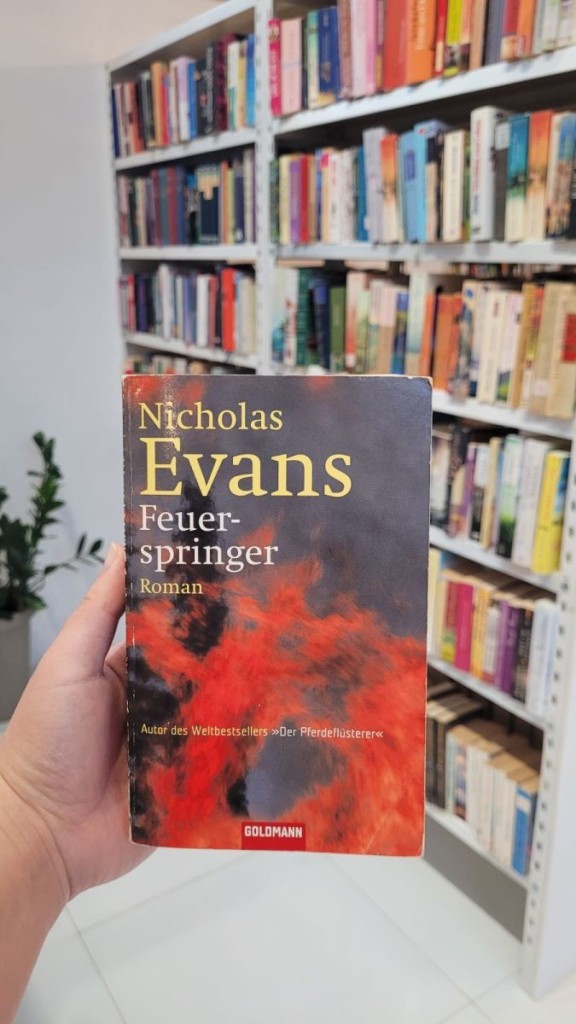 Nicholas
Evans
Feuer-
springer
Roman
Autor des Weltbestsellers »Der Pferdeflüsterer«
GOLDMANN